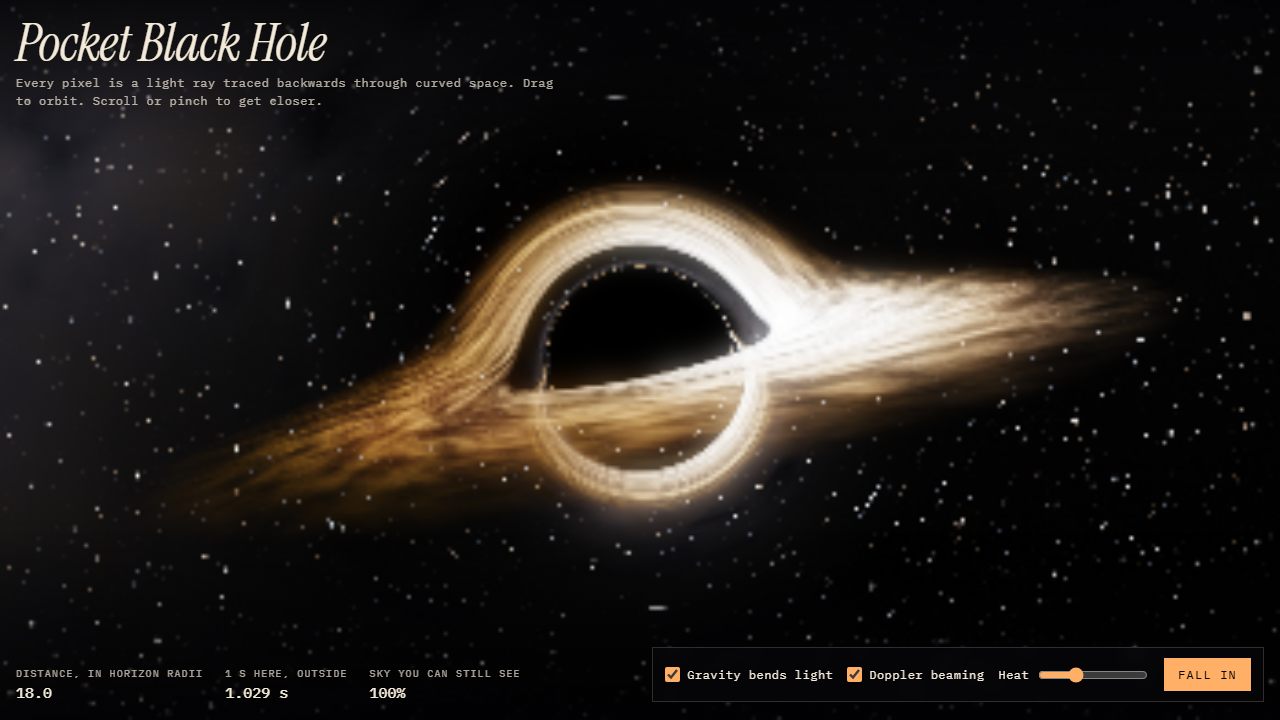 Pocket Black Hole
Every pixel is a light ray traced backwards through curved space. Drag
to orbit. Scroll or pinch to get closer.
DISTANCE, IN HORIZON RADII
18.0
1 S HERE, OUTSIDE
1.029 s
SKY YOU CAN STILL SEE
100%
Gravity bends light
Doppler beaming
Heat
FALL IN